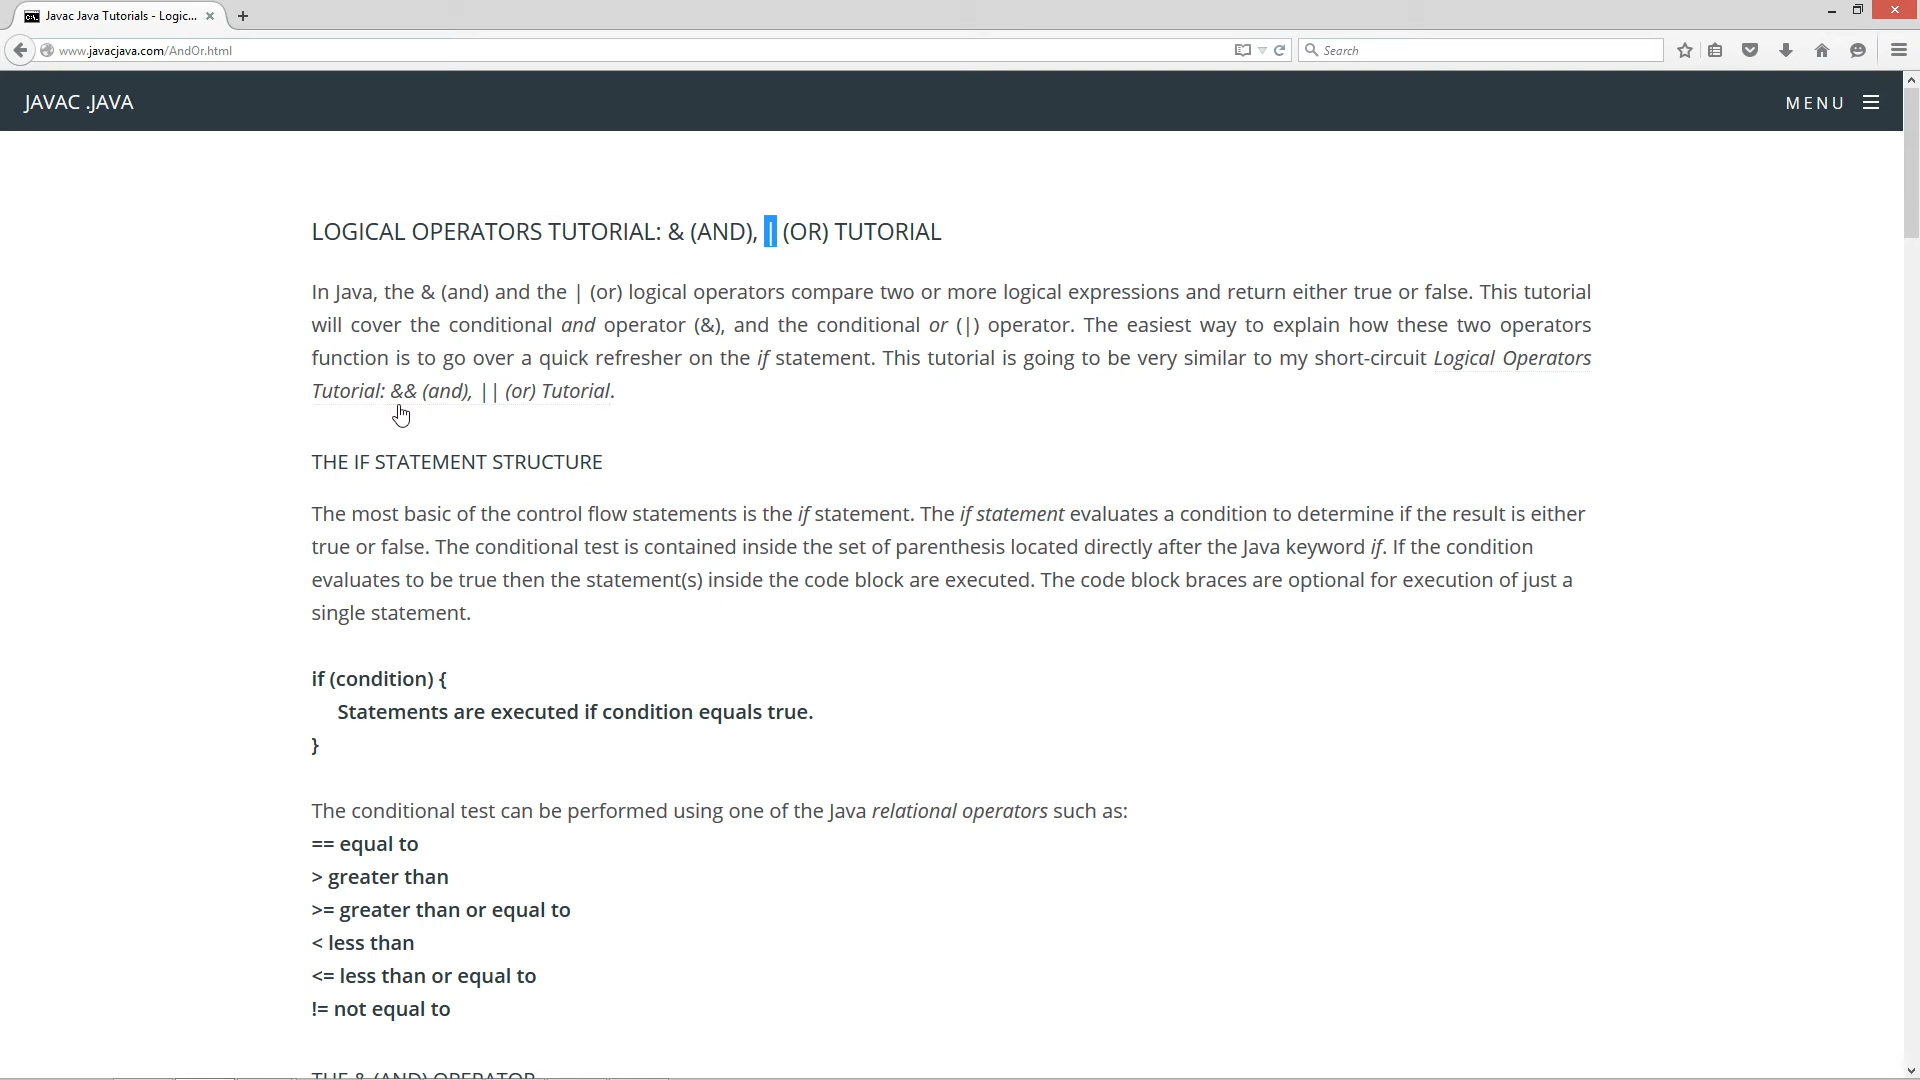 Javac Java Tutorials - Logic...
www.javacjava.com/AndOr.html
Search
JAVAC .JAVA
MENU
LOGICAL OPERATORS TUTORIAL: & (AND), | (OR) TUTORIAL
In Java, the & (and) and the | (or) logical operators compare two or more logical expressions and return either true or false. This tutorial
will cover the conditional and operator (&), and the conditional or (|) operator. The easiest way to explain how these two operators
function is to go over a quick refresher on the if statement. This tutorial is going to be very similar to my short-circuit Logical Operators
Tutorial: && (and), || (or) Tutorial.
THE IF STATEMENT STRUCTURE
The most basic of the control flow statements is the if statement. The if statement evaluates a condition to determine if the result is either
true or false. The conditional test is contained inside the set of parenthesis located directly after the Java keyword if. If the condition
evaluates to be true then the statement(s) inside the code block are executed. The code block braces are optional for execution of just a
single statement.
if (condition) {
Statements are executed if condition equals true.
}
The conditional test can be performed using one of the Java relational operators such as:
== equal to
> greater than
>= greater than or equal to
< less than
<= less than or equal to
!= not equal to
THE & (AND) OPERATOR